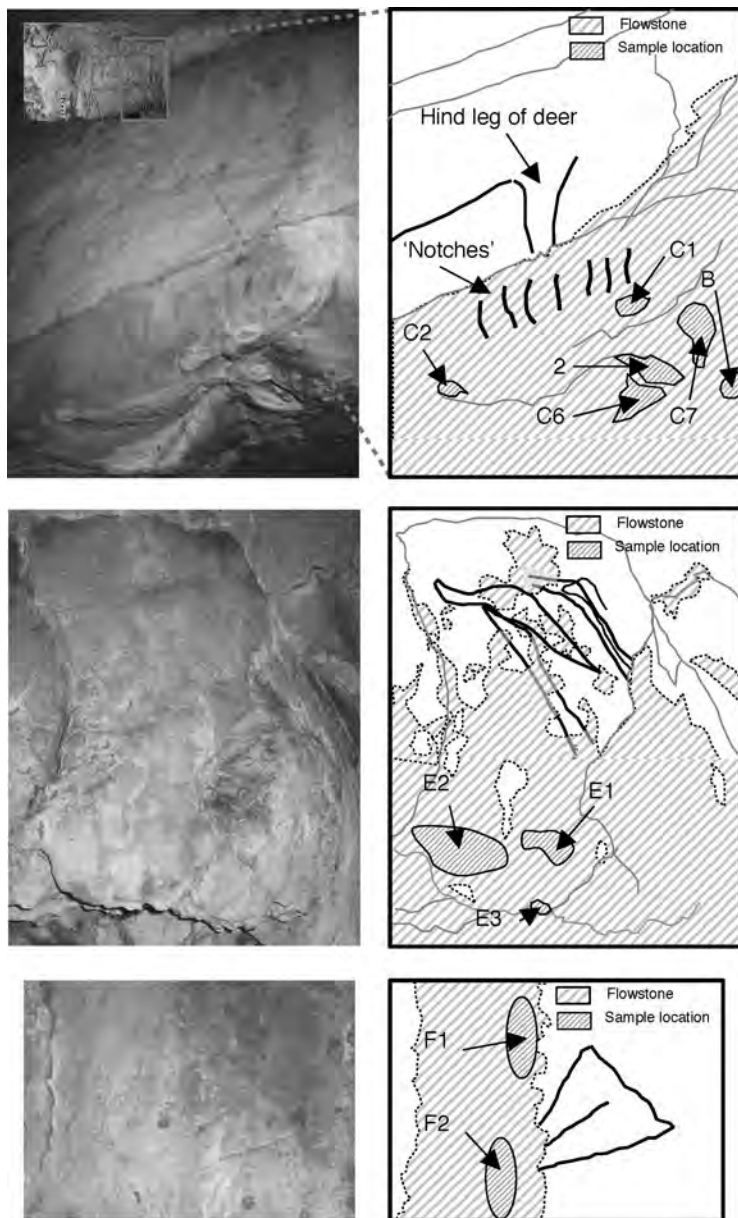 Flowstone
Sample location
Hind leg of deer
'Notches'
C1
B
C2
2
C6
C7
Flowstone
Sample location
E2
E1
E3
Flowstone
Sample location
F1
F2